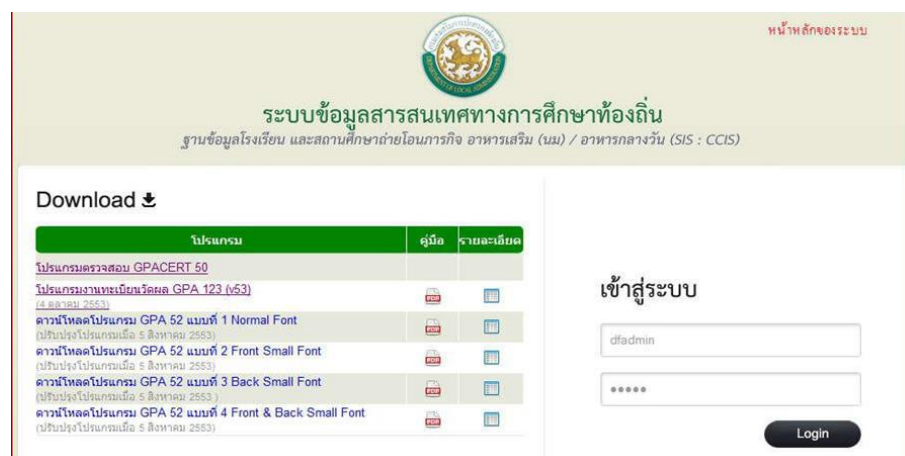 หน้าหลักของระบบ
ระบบข้อมูลสารสนเทศทางการศึกษาท้องถิ่น
ฐานข้อมูลโรงเรียน และสถานศึกษาถ่ายโอนภารกิจ อาหารเสริม (นม) / อาหารกลางวัน (SIS : CCIS)
Download
โปรแกรม คู่มือ รายละเอียด
โปรแกรมตรวจสอบ GPACERT 50
โปรแกรมงานทะเบียนวัดผล GPA 123 (v53)
(4 ตุลาคม 2553)
ดาวน์โหลดโปรแกรม GPA 52 แบบที่ 1 Normal Font
(ปรับปรุงโปรแกรมเมื่อ 5 สิงหาคม 2553)
ดาวน์โหลดโปรแกรม GPA 52 แบบที่ 2 Front Small Font
(ปรับปรุงโปรแกรมเมื่อ 5 สิงหาคม 2553)
ดาวน์โหลดโปรแกรม GPA 52 แบบที่ 3 Back Small Font
(ปรับปรุงโปรแกรมเมื่อ 5 สิงหาคม 2553 )
ดาวน์โหลดโปรแกรม GPA 52 แบบที่ 4 Front & Back Small Font
(ปรับปรุงโปรแกรมเมื่อ 5 สิงหาคม 2553)
เข้าสู่ระบบ
dfadmin
Login